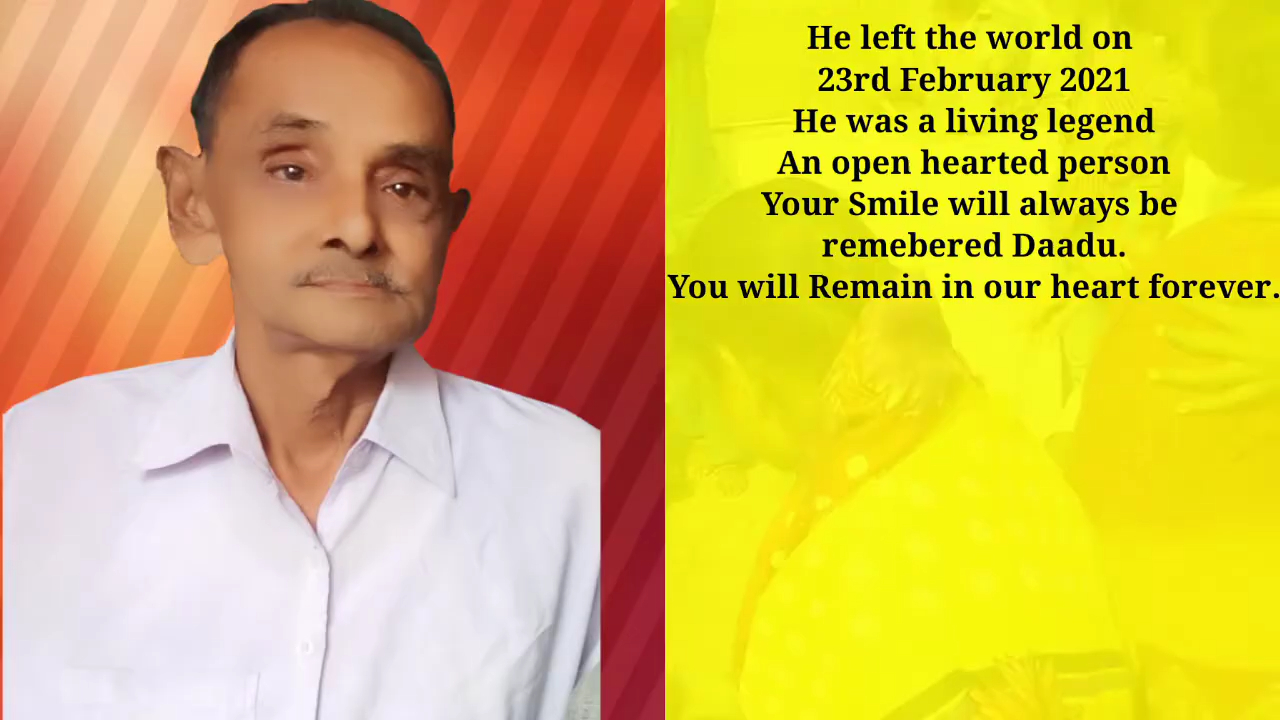 He left the world on
23rd February 2021
He was a living legend
An open hearted person
Your Smile will always be
remebered Daadu.
You will Remain in our heart forever.